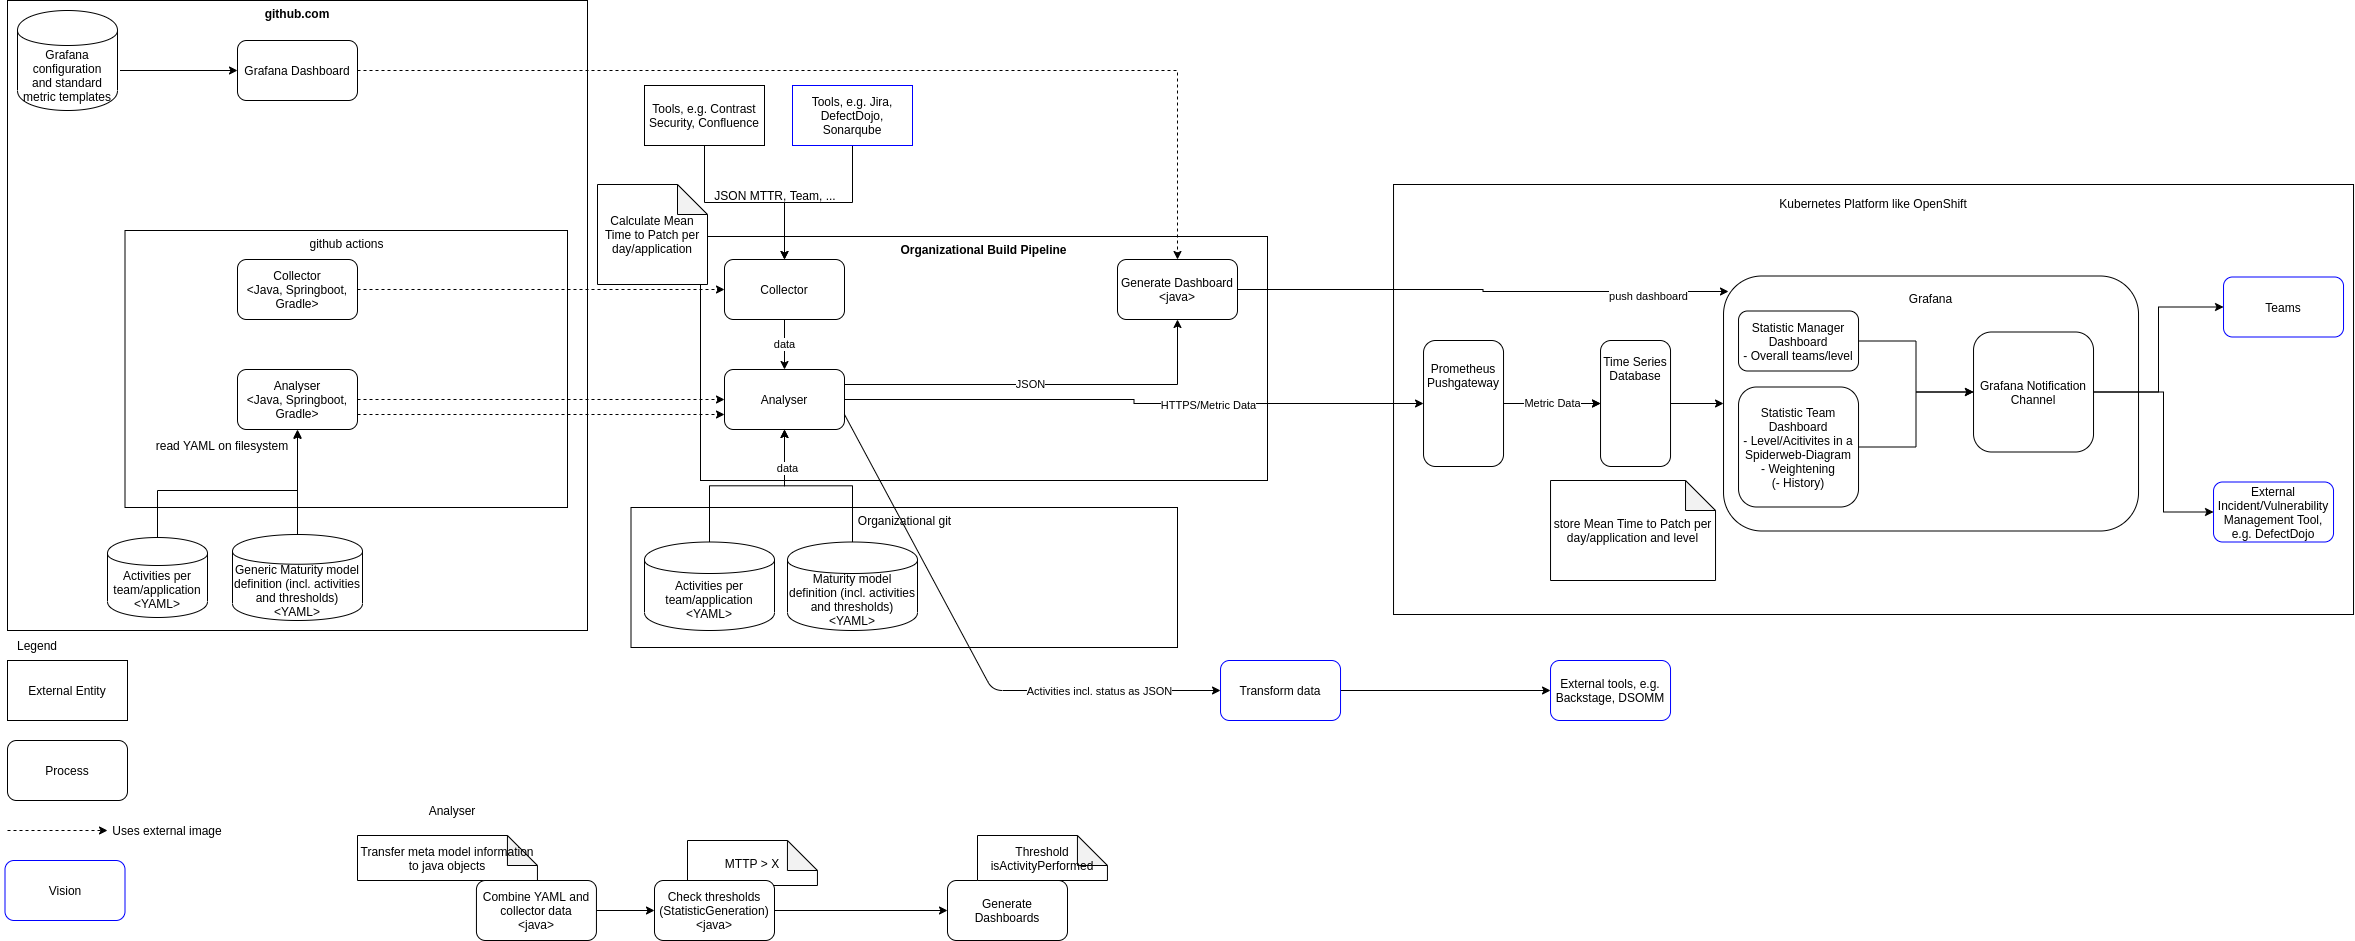 github.com
Grafana
configuration
and standard
metric templates
Grafana Dashboard
Tools, e.g. Contrast
Security, Confluence
Tools, e.g. Jira,
DefectDojo,
Sonarqube
JSON MTTR, Team, ...
Calculate Mean
Time to Patch per
day/application
github actions
Collector
<Java, Springboot,
Gradle>
Analyser
<Java, Springboot,
Gradle>
read YAML on filesystem
Activities per
team/application
<YAML>
Generic Maturity model
definition (incl. activities
and thresholds)
<YAML>
Organizational Build Pipeline
Collector
data
Analyser
data
Generate Dashboard
<java>
JSON
HTTPS/Metric Data
push dashboard
Organizational git
Activities per
team/application
<YAML>
Maturity model
definition (incl. activities
and thresholds)
<YAML>
Kubernetes Platform like OpenShift
Prometheus
Pushgateway
Metric Data
Time Series
Database
store Mean Time to Patch per
day/application and level
Grafana
Statistic Manager
Dashboard
- Overall teams/level
Statistic Team
Dashboard
- Level/Acitivites in a
Spiderweb-Diagram
- Weightening
(- History)
Grafana Notification
Channel
Teams
External
Incident/Vulnerability
Management Tool,
e.g. DefectDojo
Activities incl. status as JSON
Transform data
External tools, e.g.
Backstage, DSOMM
Legend
External Entity
Process
Uses external image
Vision
Analyser
Transfer meta model information
to java objects
Combine YAML and
collector data
<java>
MTTP > X
Check thresholds
(StatisticGeneration)
<java>
Threshold
isActivityPerformed
Generate
Dashboards